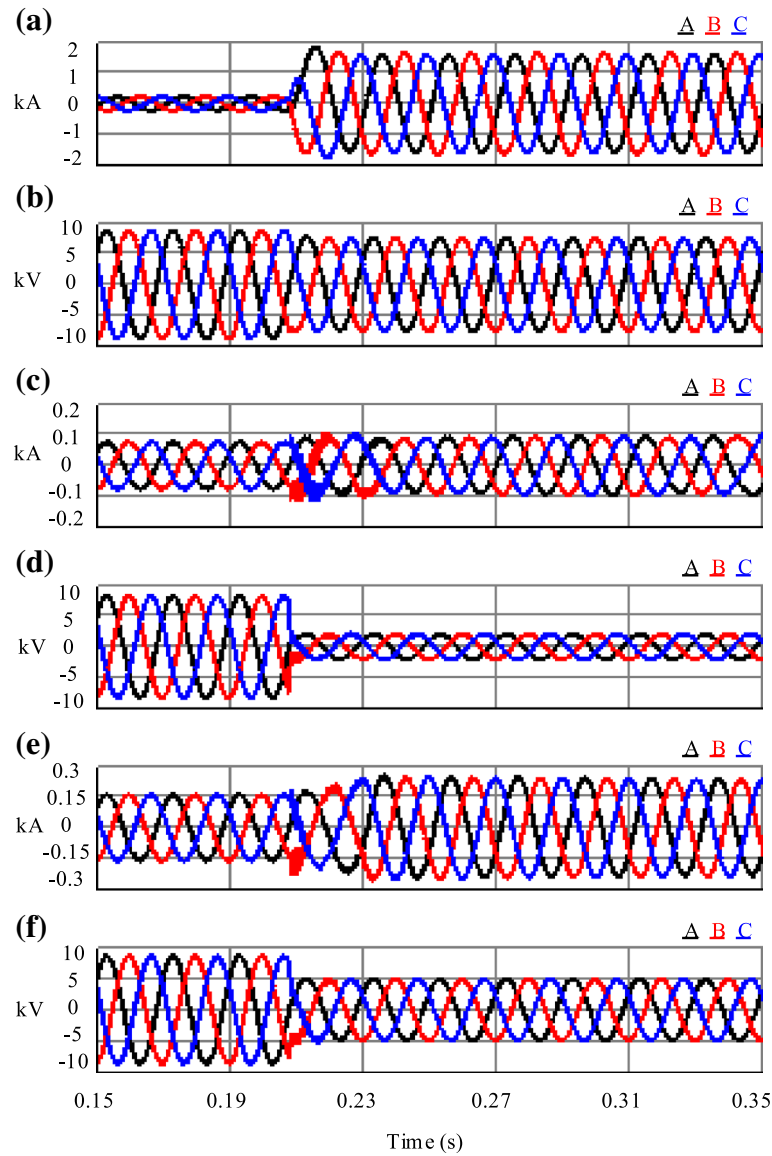 (a)
A B C
2
1
kA 0
-1
-2
(b)
A B C
10
5
kV 0
-5
-10
(c)
A B C
0.2
0.1
kA 0
-0.1
-0.2
(d)
A B C
10
5
kV 0
-5
-10
(e)
A B C
0.3
0.15
kA 0
-0.15
-0.3
(f)
A B C
10
5
kV 0
-5
-10
0.15 0.19 0.23 0.27 0.31 0.35
Time (s)